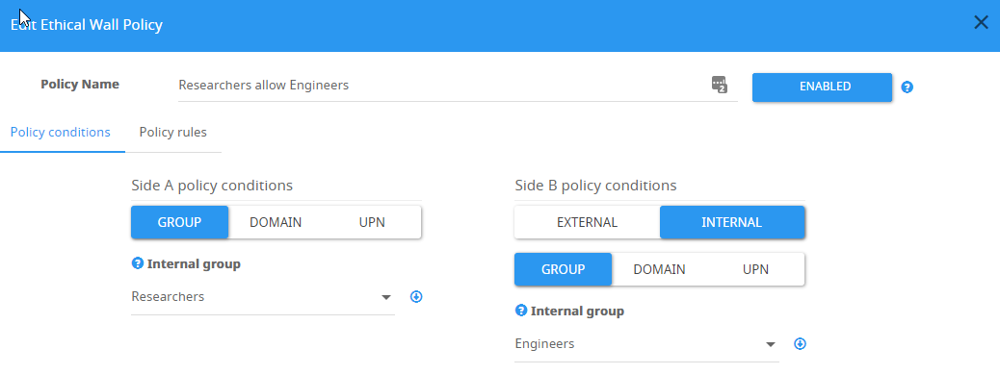 Edit Ethical Wall Policy
Policy Name
Researchers allow Engineers
2
ENABLED
?
Policy conditions
Policy rules
Side A policy conditions
Side B policy conditions
GROUP
DOMAIN
UPN
EXTERNAL
INTERNAL
? Internal group
GROUP
DOMAIN
UPN
Researchers
? Internal group
Engineers